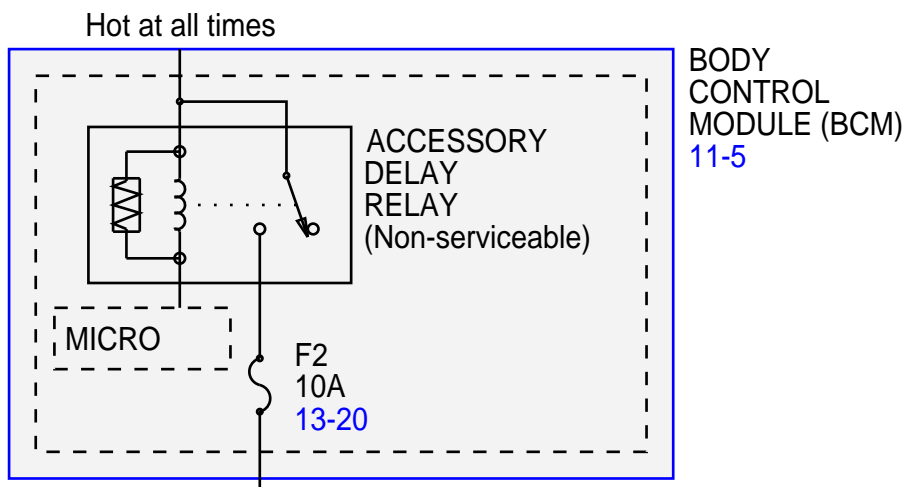 Hot at all times
BODY
CONTROL
MODULE (BCM)
11-5
ACCESSORY
DELAY
RELAY
(Non-serviceable)
MICRO
F2
10A
13-20